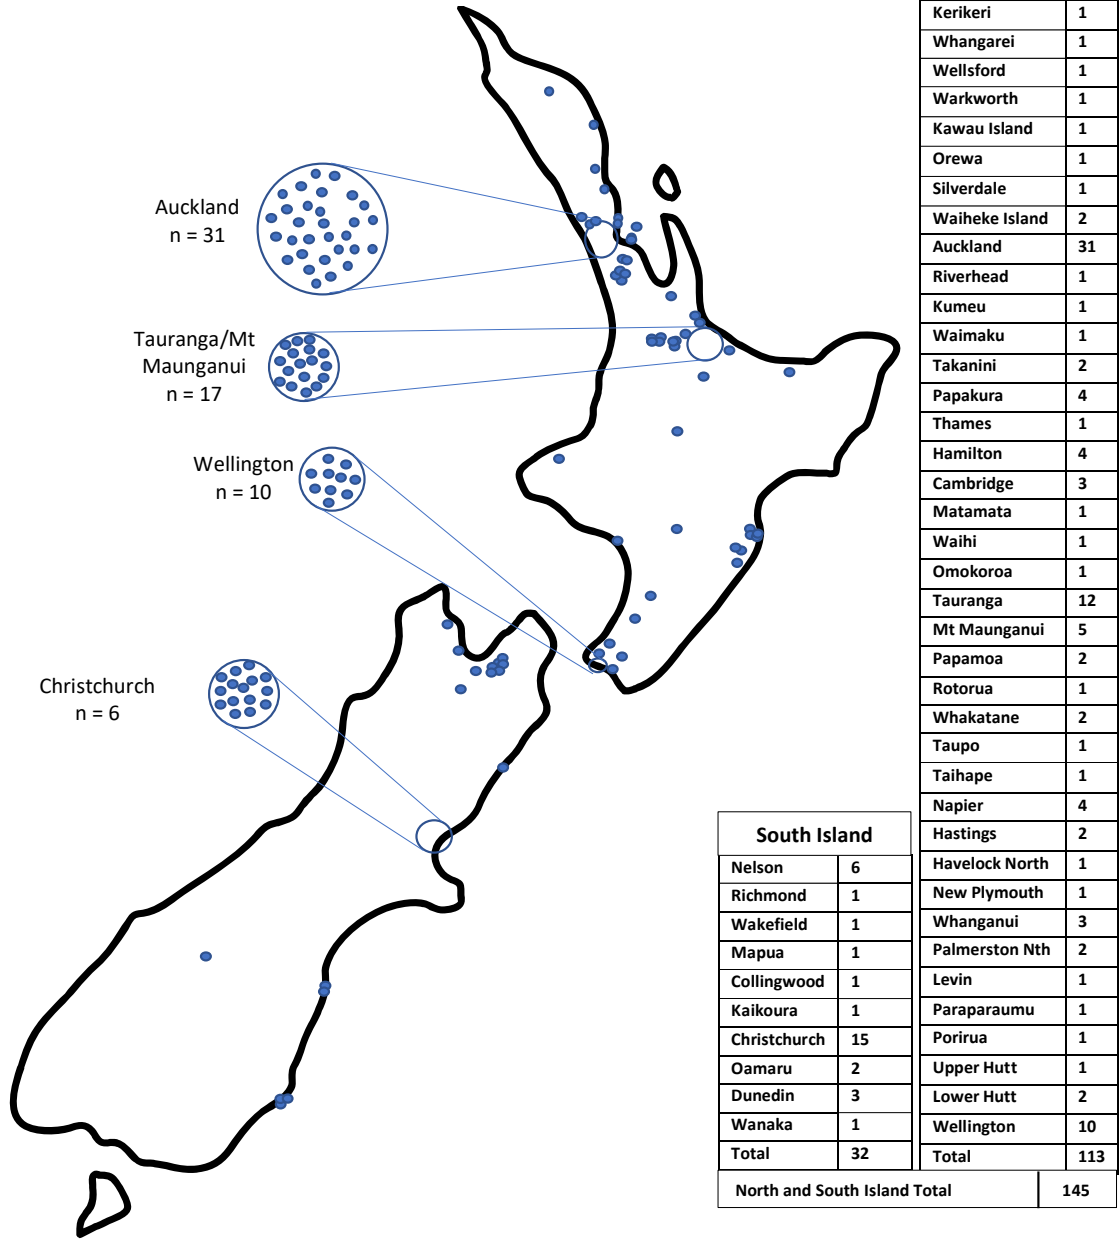 Auckland
n = 31
Tauranga/Mt
Maunganui
n = 17
Wellington
n = 10
Christchurch
n = 6
Kerikeri 1
Whangarei 1
Wellsford 1
Warkworth 1
Kawau Island 1
Orewa 1
Silverdale 1
Waiheke Island 2
Auckland 31
Riverhead 1
Kumeu 1
Waimaku 1
Takanini 2
Papakura 4
Thames 1
Hamilton 4
Cambridge 3
Matamata 1
Waihi 1
Omokoroa 1
Tauranga 12
Mt Maunganui 5
Papamoa 2
Rotorua 1
Whakatane 2
Taupo 1
Taihape 1
Napier 4
Hastings 2
Havelock North 1
New Plymouth 1
Whanganui 3
Palmerston Nth 2
Levin 1
Paraparaumu 1
Porirua 1
Upper Hutt 1
Lower Hutt 2
Wellington 10
Total 113
South Island
Nelson 6
Richmond 1
Wakefield 1
Mapua 1
Collingwood 1
Kaikoura 1
Christchurch 15
Oamaru 2
Dunedin 3
Wanaka 1
Total 32
North and South Island Total 145